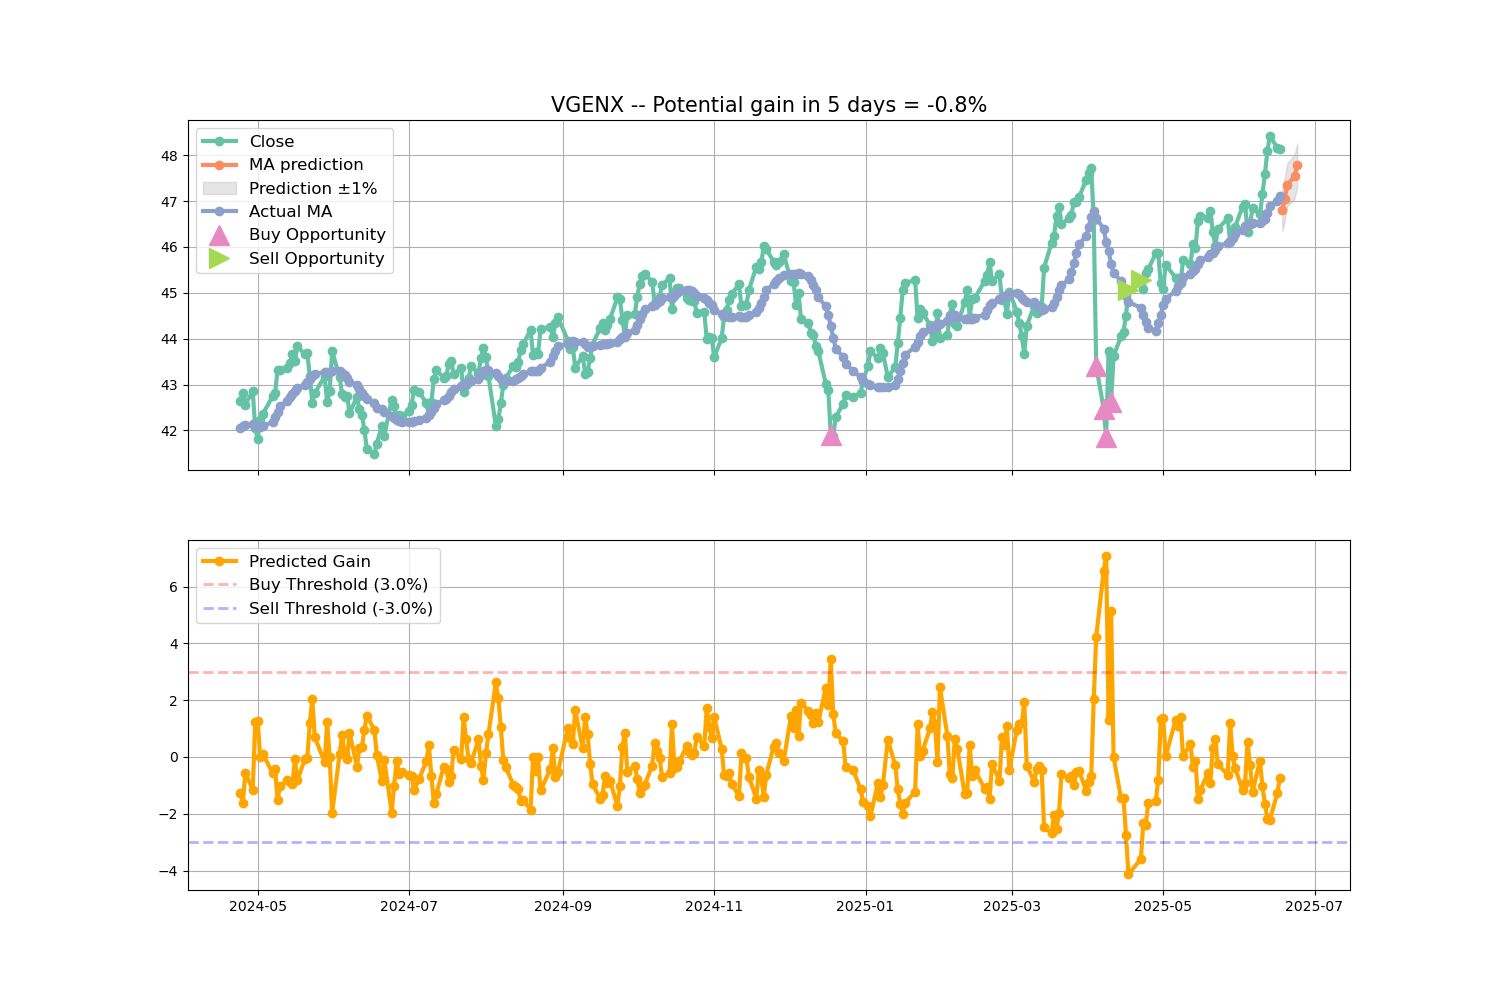 VGENX -- Potential gain in 5 days = -0.8%
Close
MA prediction
Prediction ±1%
Actual MA
Buy Opportunity
Sell Opportunity
48
47
46
45
44
43
42
Predicted Gain
Buy Threshold (3.0%)
Sell Threshold (-3.0%)
6
4
2
0
−2
−4
2024-05 2024-07 2024-09 2024-11 2025-01 2025-03 2025-05 2025-07